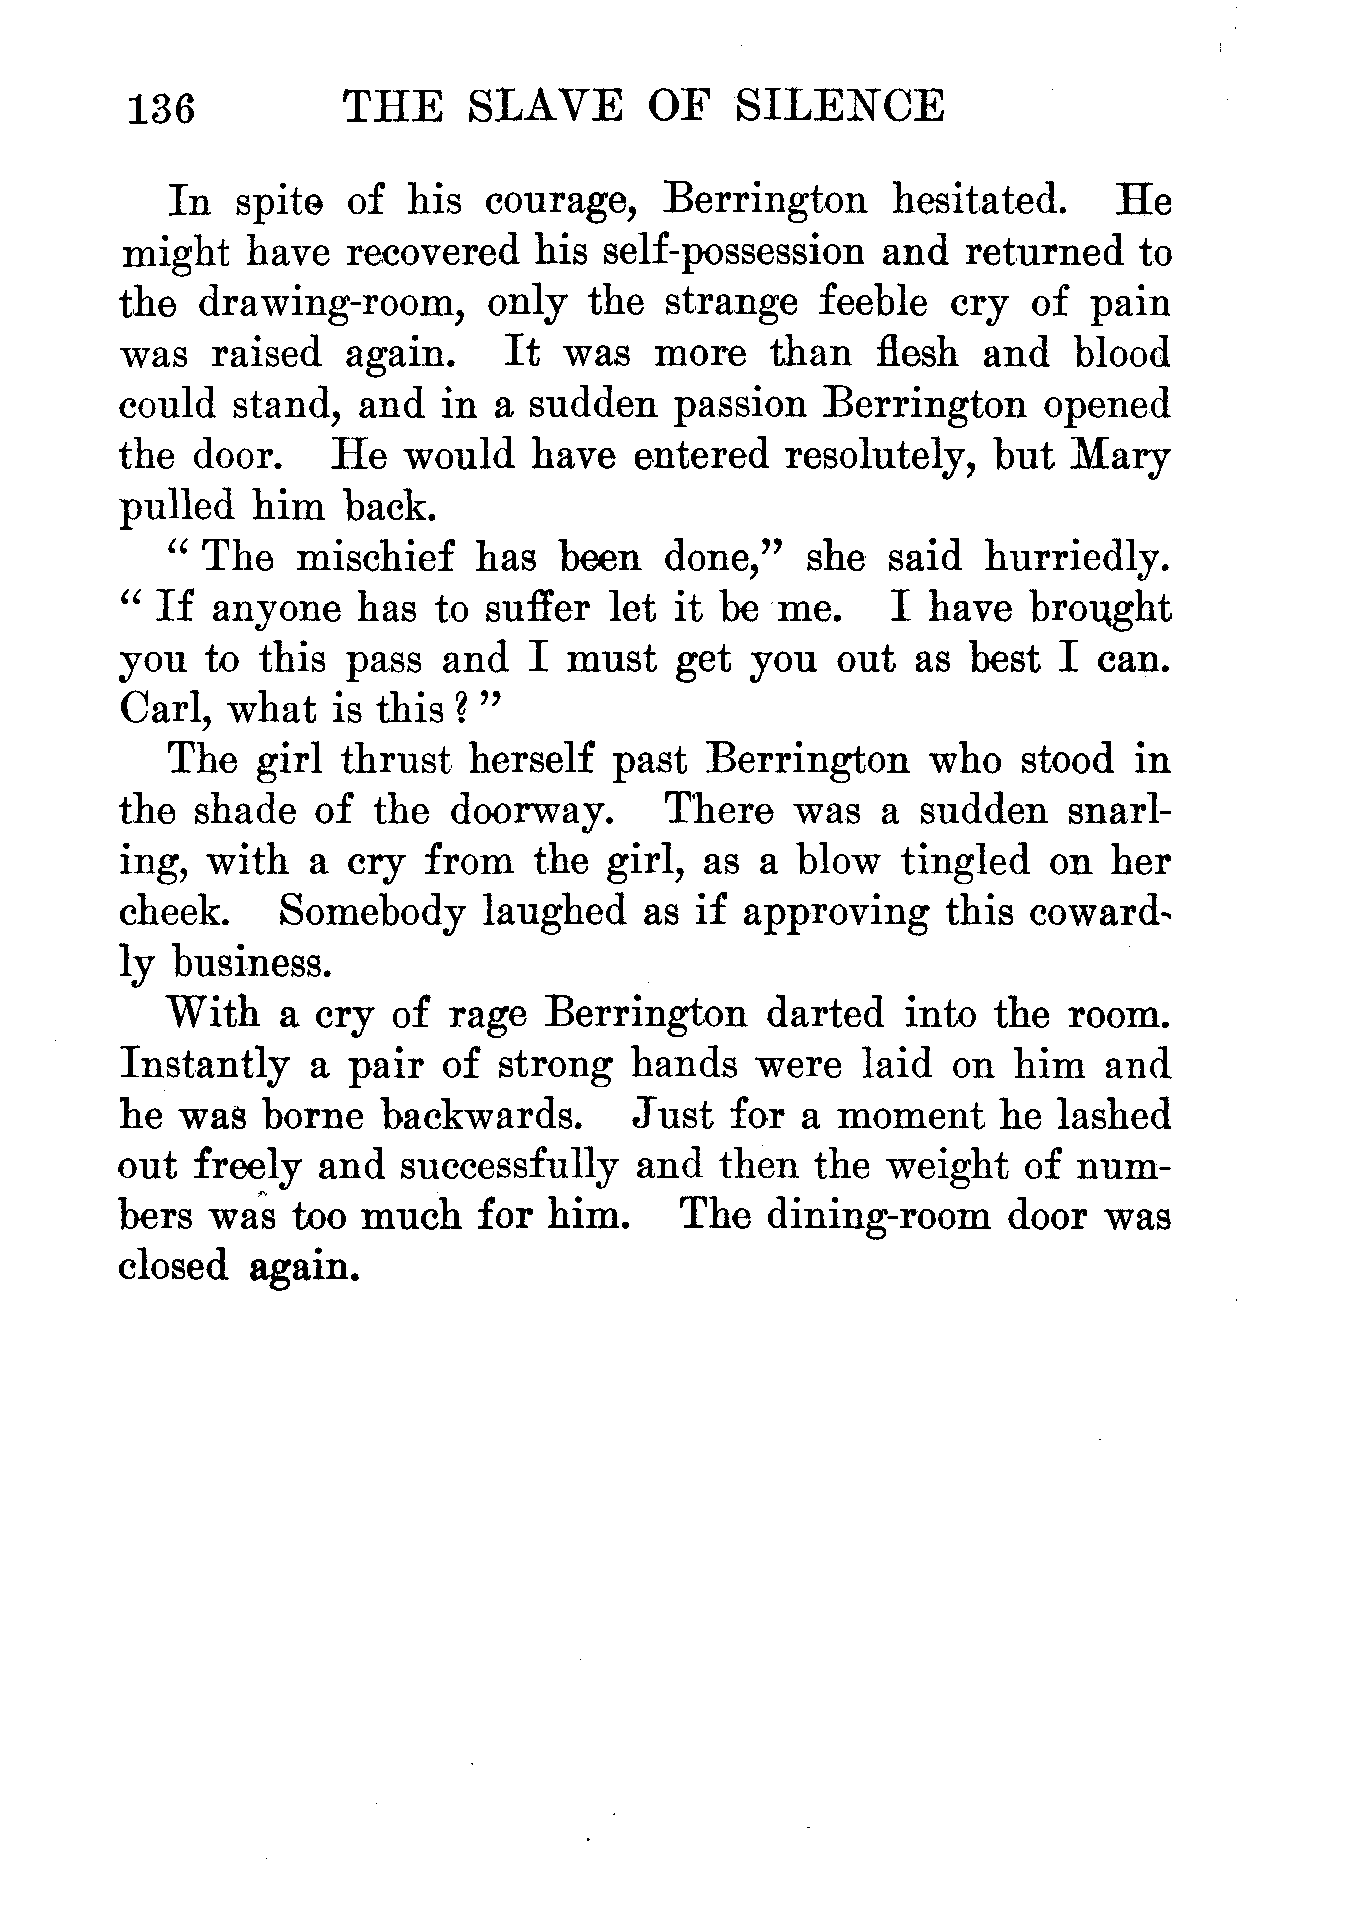 136 THE SLAVE OF SILENCE
In spite of his courage, Berrington hesitated. He
might have recovered his self-possession and returned to
the drawing-room, only the strange feeble cry of pain
was raised again. It was more than flesh and blood
could stand, and in a sudden passion Berrington opened
the door. He would have entered resolutely, but Mary
pulled him back.
“ The mischief has been done,” she said hurriedly.
“ If anyone has to suffer let it be me. I have brought
you to this pass and I must get you out as best I can.
Carl, what is this ? ”
The girl thrust herself past Berrington who stood in
the shade of the doorway. There was a sudden snarl-
ing, with a cry from the girl, as a blow tingled on her
cheek. Somebody laughed as if approving this coward-
ly business.
With a cry of rage Berrington darted into the room.
Instantly a pair of strong hands were laid on him and
he was borne backwards. Just for a moment he lashed
out freely and successfully and then the weight of num-
bers was too much for him. The dining-room door was
closed again.